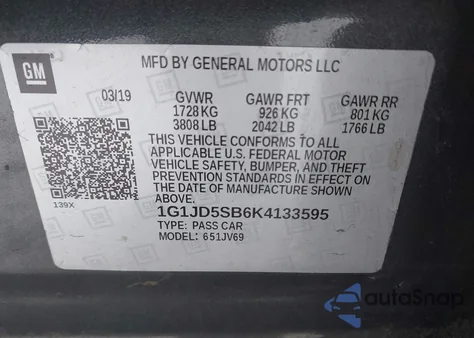 GM
MFD BY GENERAL MOTORS LLC
03/19
GVWR GAWR FRT GAWR RR
1728 KG 926 KG 801 KG
3808 LB 2042 LB 1766 LB
THIS VEHICLE CONFORMS TO ALL
APPLICABLE U.S. FEDERAL MOTOR
VEHICLE SAFETY, BUMPER, AND THEFT
PREVENTION STANDARDS IN EFFECT
ON THE DATE OF MANUFACTURE SHOWN
ABOVE.
139X
1G1JD5SB6K4133595
TYPE: PASS CAR
MODEL: 651JV69
autoSnap